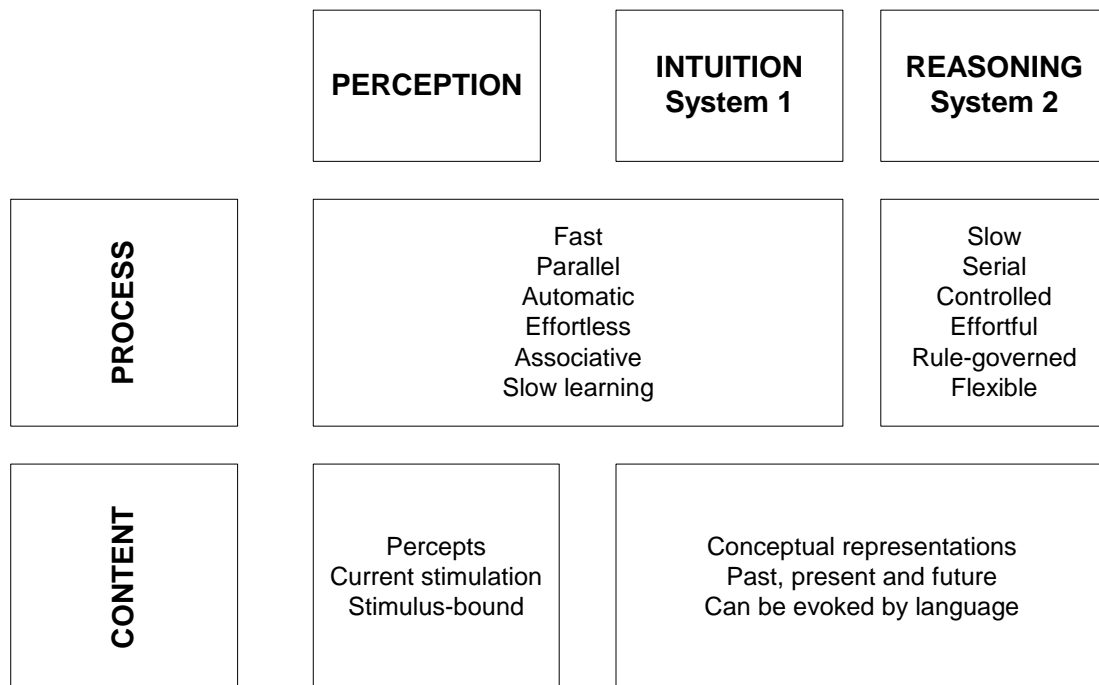 PERCEPTION
INTUITION
System 1
REASONING
System 2
PROCESS
Fast
Parallel
Automatic
Effortless
Associative
Slow learning
Slow
Serial
Controlled
Effortful
Rule-governed
Flexible
CONTENT
Percepts
Current stimulation
Stimulus-bound
Conceptual representations
Past, present and future
Can be evoked by language